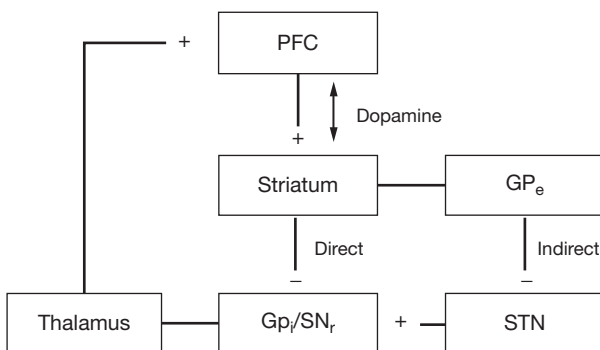 + PFC
Dopamine
+
Striatum GPe
Direct Indirect
– –
Thalamus Gpi/SNr + STN